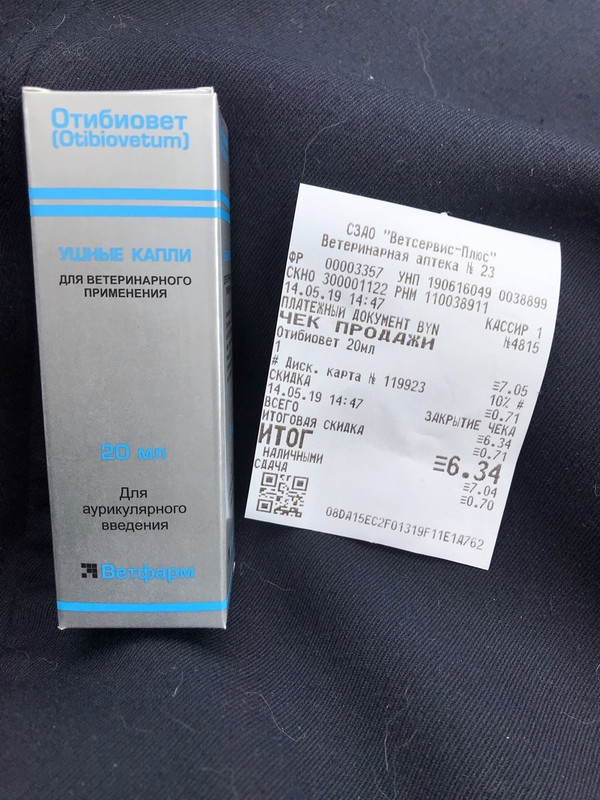 Отибиовет
(Otibiovetum)
УШНЫЕ КАПЛИ
ДЛЯ ВЕТЕРИНАРНОГО
ПРИМЕНЕНИЯ
20 мл
Для
аурикулярного
введения
Ветфарм
СЗАО "Ветсервис-Плюс"
Ветеринарная аптека № 23
ФР 00003357 УНП 190616049 0038899
СКНО 300001122 РНМ 110038911
14.05.19 14:47 КАССИР 1
ПЛАТЕЖНЫЙ ДОКУМЕНТ BYN №4815
ЧЕК ПРОДАЖИ
Отибиовет 20мл
1 ≡7.05
# Диск. карта № 119923 10% #
СКИДКА ≡0.71
14.05.19 14:47 ЗАКРЫТИЕ ЧЕКА
ВСЕГО ≡6.34
ИТОГОВАЯ СКИДКА ≡0.71
ИТОГ ≡6.34
НАЛИЧНЫМИ ≡7.04
СДАЧА ≡0.70
08DA15EC2F01319F11E1A762